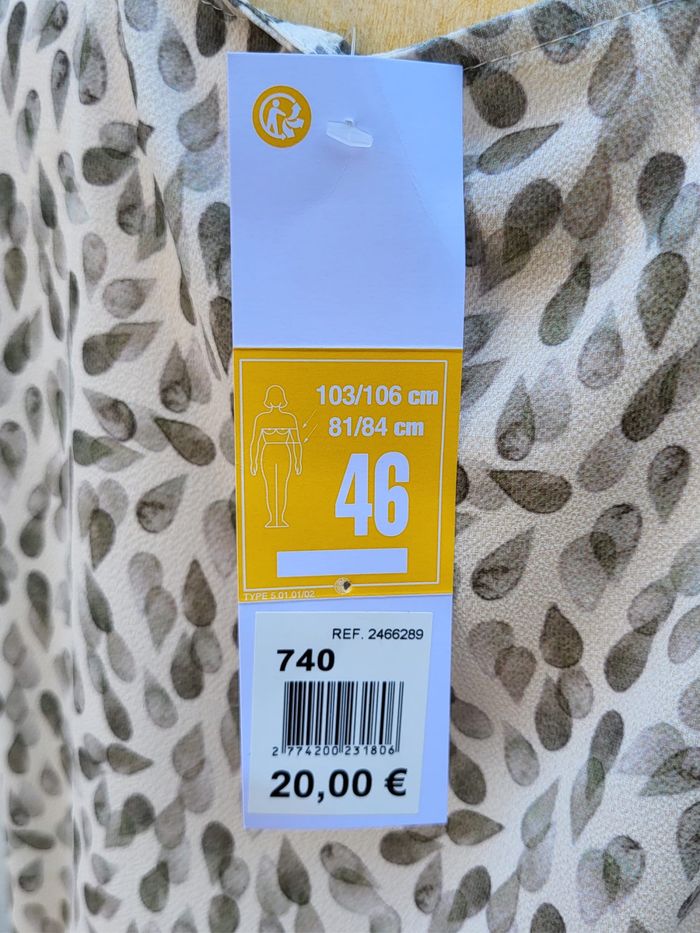 103/106 cm
81/84 cm
46
TYPE 5.01.01/02
REF. 2466289
740
2 774200 231806
20,00 €